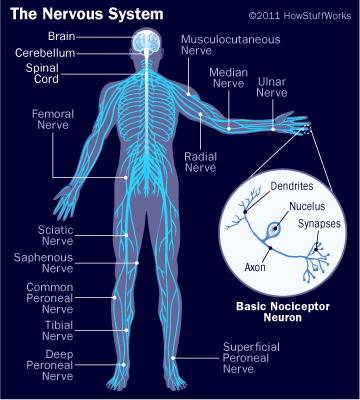 The Nervous System
©2011 HowStuffWorks
Brain
Cerebellum
Spinal
Cord
Musculocutaneous
Nerve
Median
Nerve
Ulnar
Nerve
Femoral
Nerve
Radial
Nerve
Dendrites
Nucelus
Synapses
Axon
Basic Nociceptor
Neuron
Sciatic
Nerve
Saphenous
Nerve
Common
Peroneal
Nerve
Tibial
Nerve
Deep
Peroneal
Nerve
Superficial
Peroneal
Nerve